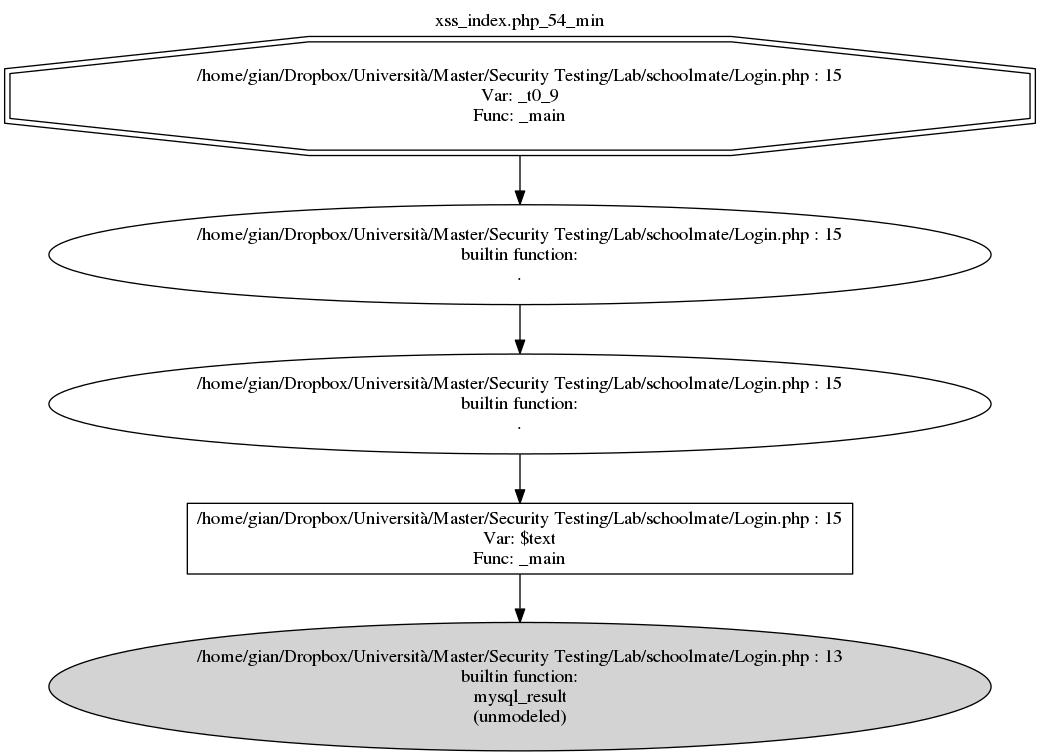 xss_index.php_54_min
/home/gian/Dropbox/Università/Master/Security Testing/Lab/schoolmate/Login.php : 15
Var: _t0_9
Func: _main
/home/gian/Dropbox/Università/Master/Security Testing/Lab/schoolmate/Login.php : 15
builtin function:
.
/home/gian/Dropbox/Università/Master/Security Testing/Lab/schoolmate/Login.php : 15
builtin function:
.
/home/gian/Dropbox/Università/Master/Security Testing/Lab/schoolmate/Login.php : 15
Var: $text
Func: _main
/home/gian/Dropbox/Università/Master/Security Testing/Lab/schoolmate/Login.php : 13
builtin function:
mysql_result
(unmodeled)